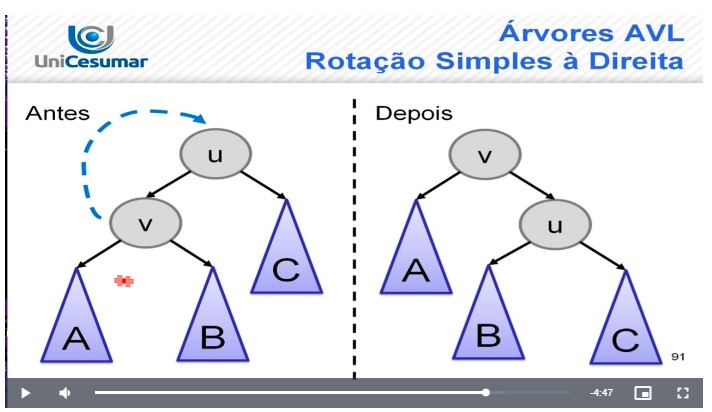 UniCesumar
Árvores AVL
Rotação Simples à Direita
Antes
u
v
C
A
B
Depois
v
u
A
B
C
91
-4:47